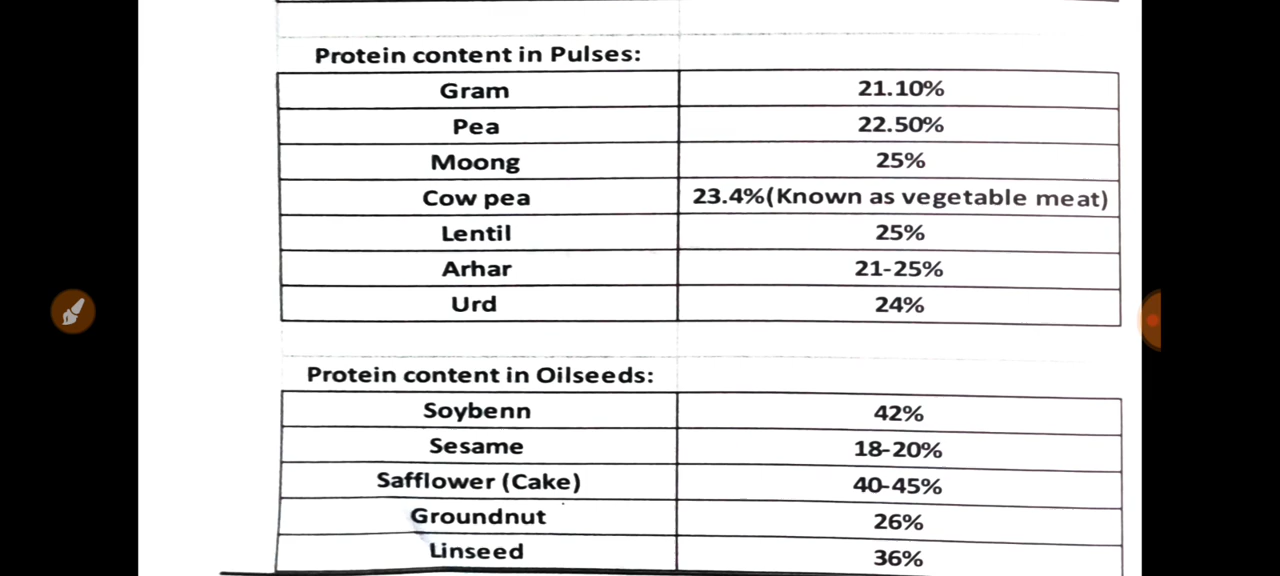 Protein content in Pulses:
Gram 21.10%
Pea 22.50%
Moong 25%
Cow pea 23.4%(Known as vegetable meat)
Lentil 25%
Arhar 21-25%
Urd 24%
Protein content in Oilseeds:
Soybenn 42%
Sesame 18-20%
Safflower (Cake) 40-45%
Groundnut 26%
Linseed 36%